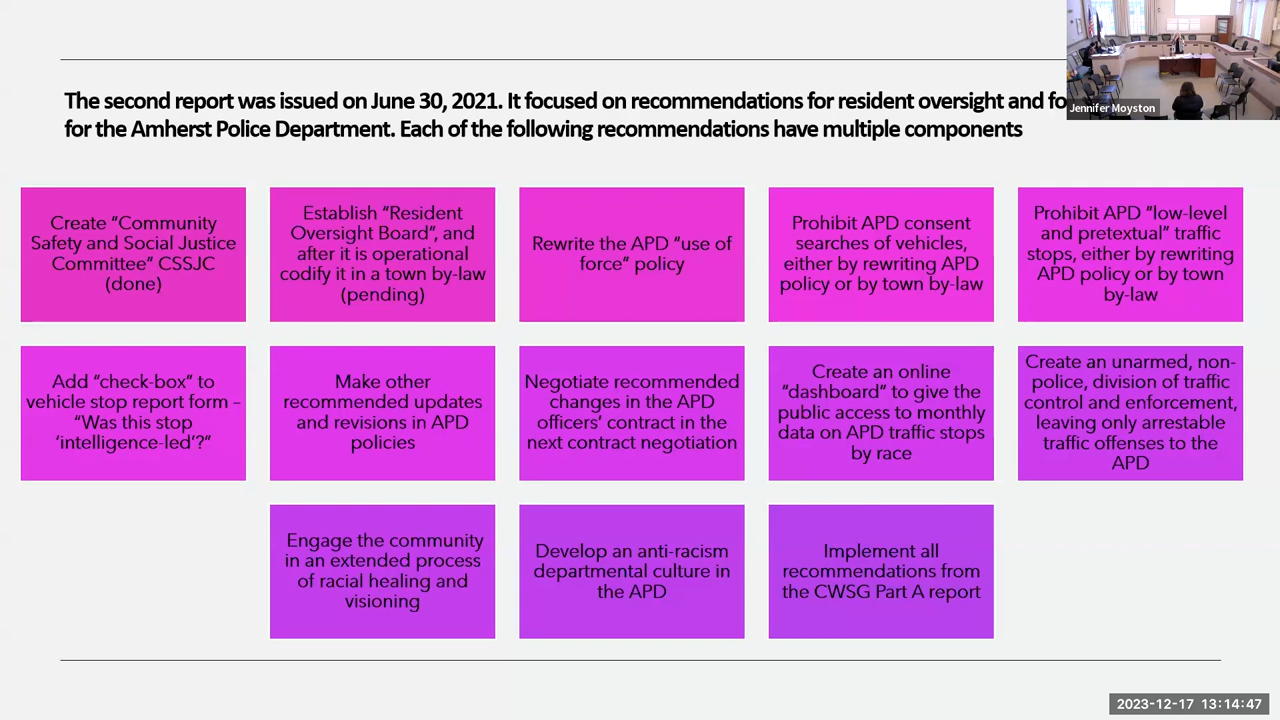 The second report was issued on June 30, 2021. It focused on recommendations for resident oversight and
for the Amherst Police Department. Each of the following recommendations have multiple components
Jennifer Moyston
Create "Community
Safety and Social Justice
Committee" CSSJC
(done)
Establish "Resident
Oversight Board", and
after it is operational
codify it in a town by-law
(pending)
Rewrite the APD "use of
force" policy
Prohibit APD consent
searches of vehicles,
either by rewriting APD
policy or by town by-law
Prohibit APD "low-level
and pretextual" traffic
stops, either by rewriting
APD policy or by town
by-law
Add "check-box" to
vehicle stop report form –
"Was this stop
'intelligence-led'?"
Make other
recommended updates
and revisions in APD
policies
Negotiate recommended
changes in the APD
officers' contract in the
next contract negotiation
Create an online
"dashboard" to give the
public access to monthly
data on APD traffic stops
by race
Create an unarmed, non-
police, division of traffic
control and enforcement,
leaving only arrestable
traffic offenses to the
APD
Engage the community
in an extended process
of racial healing and
visioning
Develop an anti-racism
departmental culture in
the APD
Implement all
recommendations from
the CWSG Part A report
2023-12-17 13:14:47